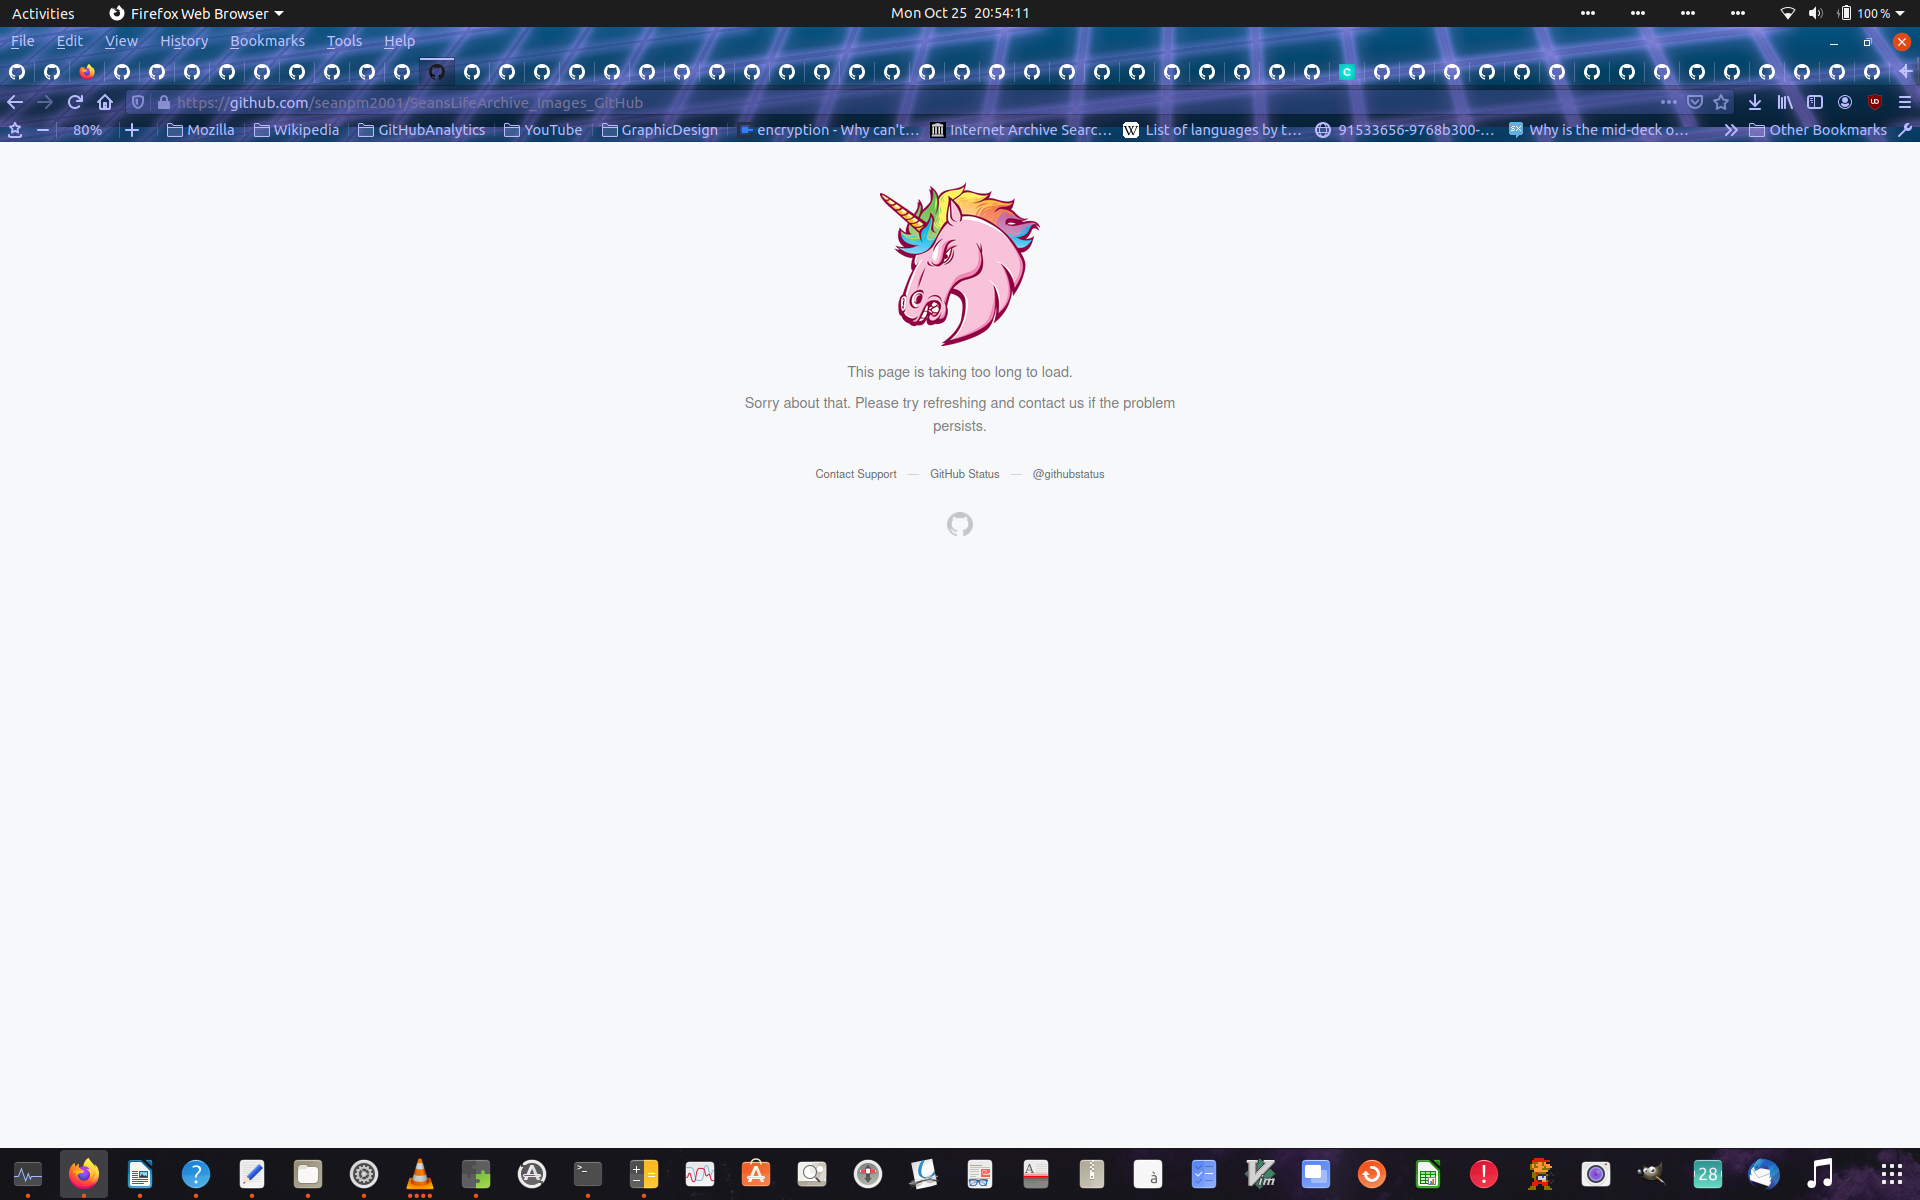 Activities Firefox Web Browser Mon Oct 25 20:54:11 100 %
File Edit View History Bookmarks Tools Help
https://github.com/seanpm2001/SeansLifeArchive_Images_GitHub
80% Mozilla Wikipedia GitHubAnalytics YouTube GraphicDesign encryption - Why can't... Internet Archive Searc... List of languages by t... 91533656-9768b300-... Why is the mid-deck o... Other Bookmarks
This page is taking too long to load.
Sorry about that. Please try refreshing and contact us if the problem
persists.
Contact Support — GitHub Status — @githubstatus
28